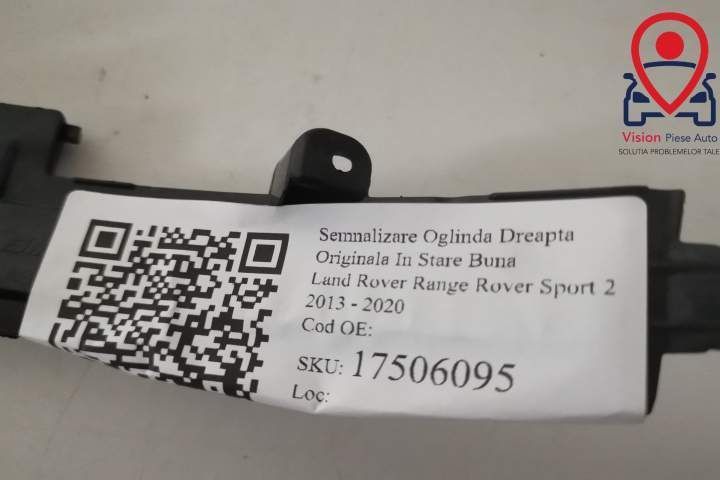 Vision Piese Auto
SOLUTIA PROBLEMELOR TALE
Semnalizare Oglinda Dreapta
Originala In Stare Buna
Land Rover Range Rover Sport 2
2013 - 2020
Cod OE:
SKU: 17506095
Loc: